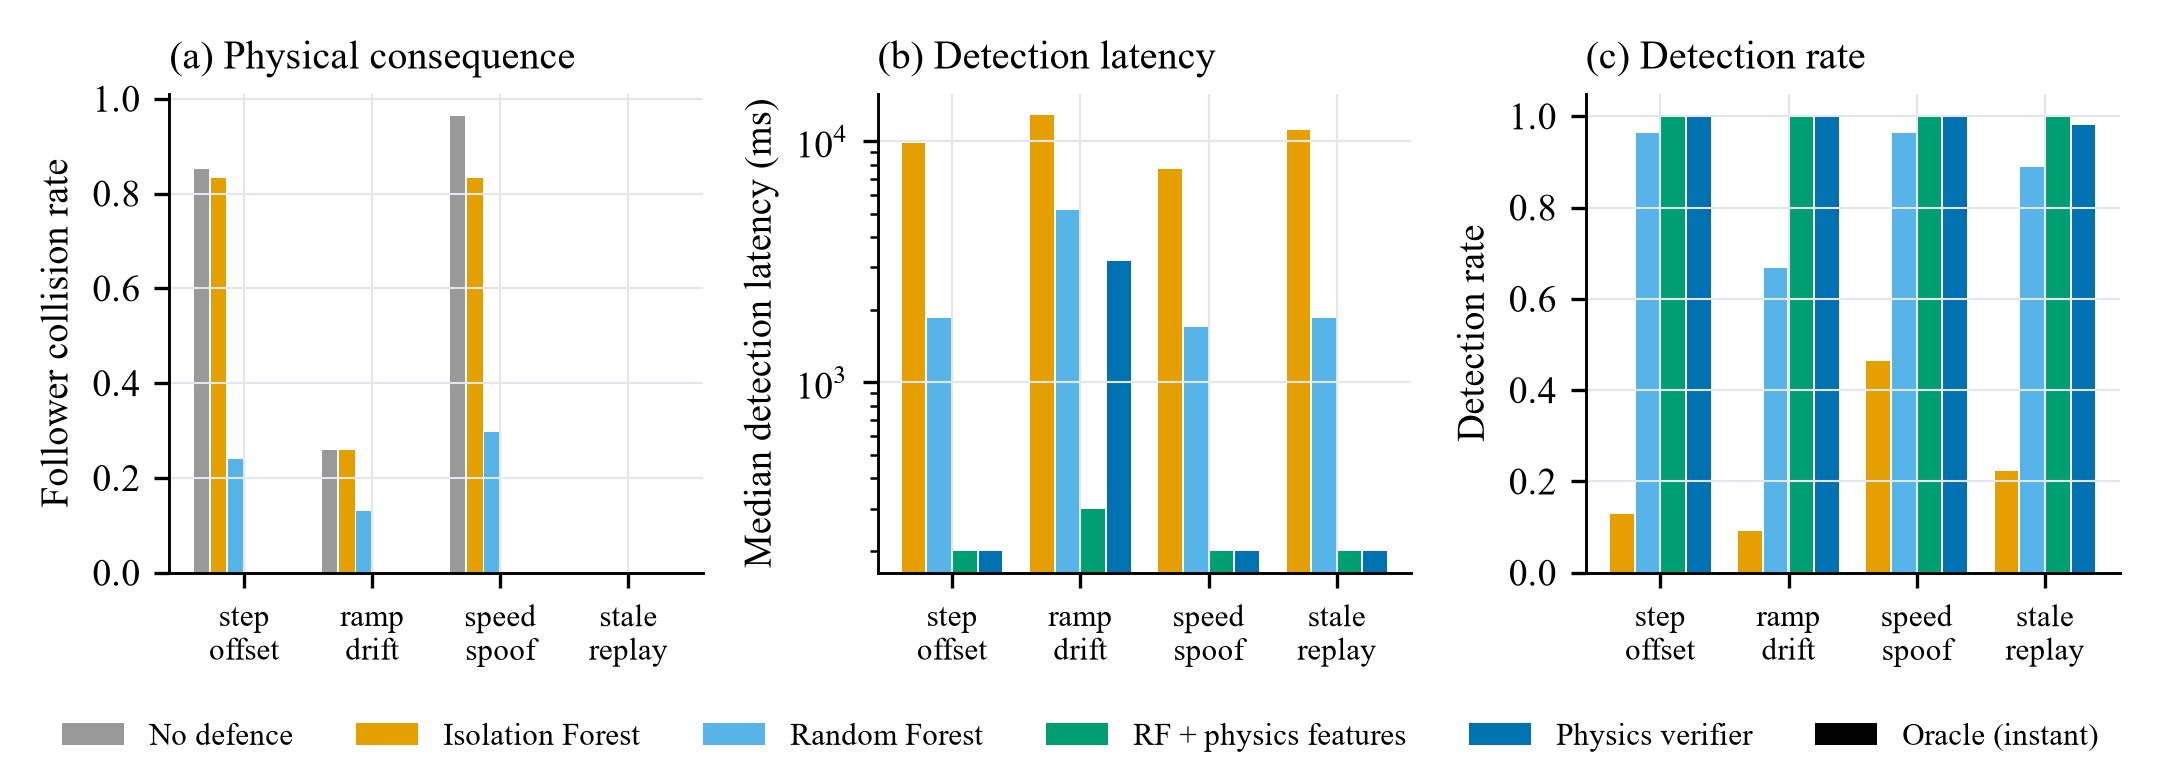 (a) Physical consequence
Follower collision rate
1.0
0.8
0.6
0.4
0.2
0.0
step offset
ramp drift
speed spoof
stale replay
(b) Detection latency
Median detection latency (ms)
10⁴
10³
step offset
ramp drift
speed spoof
stale replay
(c) Detection rate
Detection rate
1.0
0.8
0.6
0.4
0.2
0.0
step offset
ramp drift
speed spoof
stale replay
No defence
Isolation Forest
Random Forest
RF + physics features
Physics verifier
Oracle (instant)